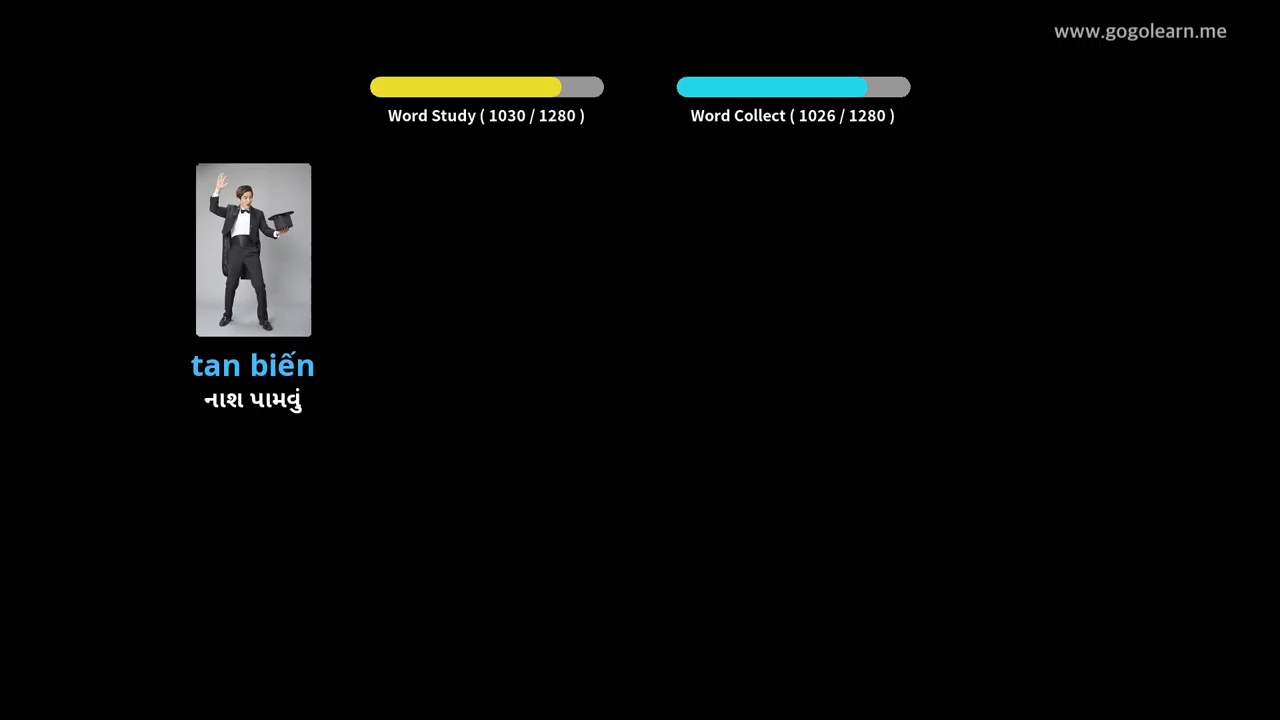 www.gogolearn.me
Word Study ( 1030 / 1280 )
Word Collect ( 1026 / 1280 )
tan biến
નાશ પામવું